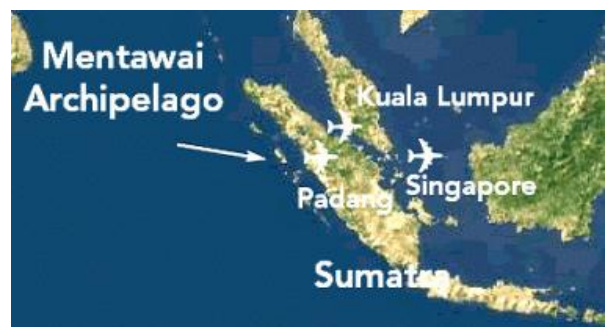 Mentawai
Archipelago
Kuala Lumpur
Padang
Singapore
Sumatra